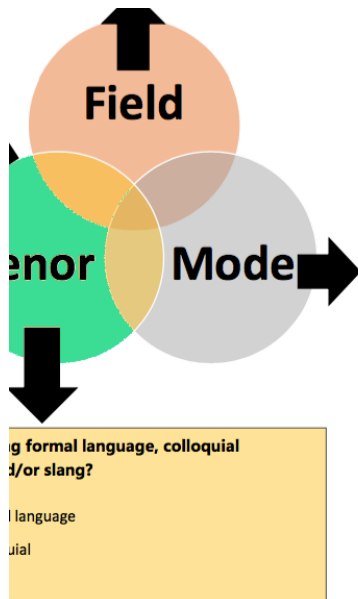 Field
enor
Mode
g formal language, colloquial
d/or slang?
l language
uial